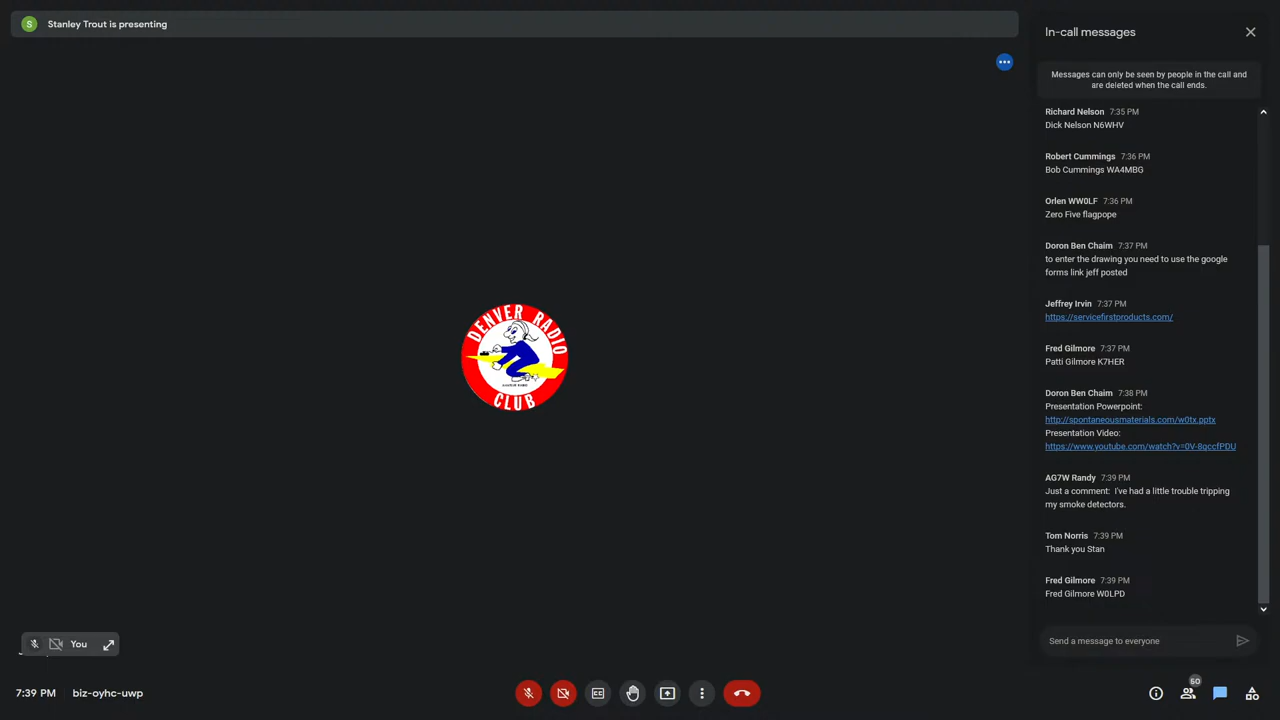 S
Stanley Trout is presenting
DENVER RADIO
CLUB
You
7:39 PM
biz-oyhc-uwp
CC
In-call messages
Messages can only be seen by people in the call and
are deleted when the call ends.
Richard Nelson 7:35 PM
Dick Nelson N6WHV
Robert Cummings 7:36 PM
Bob Cummings WA4MBG
Orlen WW0LF 7:36 PM
Zero Five flagpope
Doron Ben Chaim 7:37 PM
to enter the drawing you need to use the google
forms link jeff posted
Jeffrey Irvin 7:37 PM
https://servicefirstproducts.com/
Fred Gilmore 7:37 PM
Patti Gilmore K7HER
Doron Ben Chaim 7:38 PM
Presentation Powerpoint:
http://spontaneousmaterials.com/w0tx.pptx
Presentation Video:
https://www.youtube.com/watch?v=0V-8qccfPDU
AG7W Randy 7:39 PM
Just a comment:  I've had a little trouble tripping
my smoke detectors.
Tom Norris 7:39 PM
Thank you Stan
Fred Gilmore 7:39 PM
Fred Gilmore W0LPD
Send a message to everyone
60